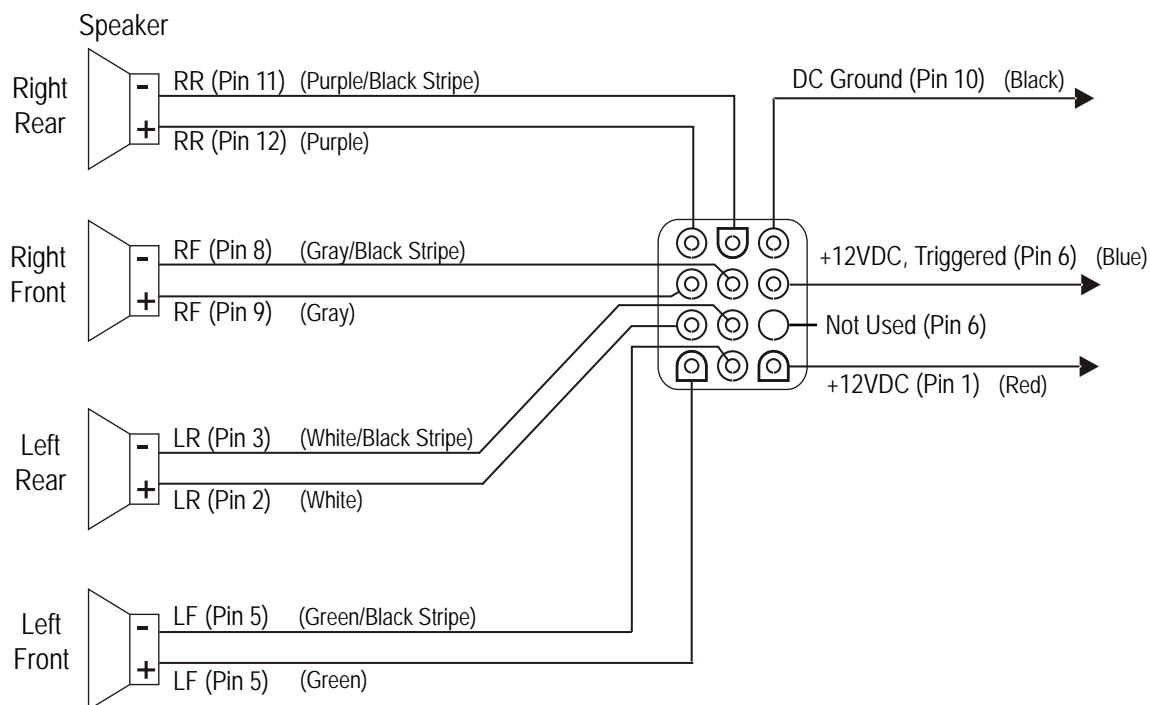 Speaker
Right
Rear
-
+
RR (Pin 11) (Purple/Black Stripe)
RR (Pin 12) (Purple)
DC Ground (Pin 10) (Black)
Right
Front
-
+
RF (Pin 8) (Gray/Black Stripe)
RF (Pin 9) (Gray)
+12VDC, Triggered (Pin 6) (Blue)
Not Used (Pin 6)
+12VDC (Pin 1) (Red)
Left
Rear
-
+
LR (Pin 3) (White/Black Stripe)
LR (Pin 2) (White)
Left
Front
-
+
LF (Pin 5) (Green/Black Stripe)
LF (Pin 5) (Green)